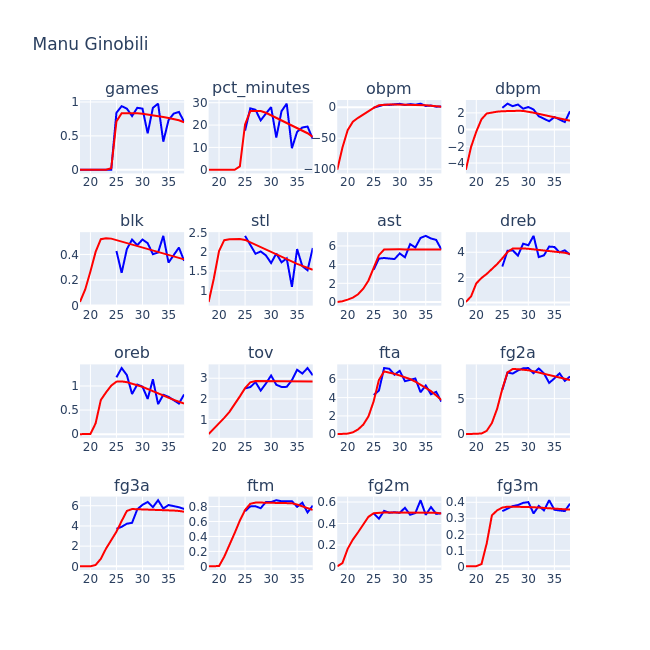 Manu Ginobili
games pct_minutes obpm dbpm
1 0.5 0 20 25 30 35
30 20 10 0 20 25 30 35
0 −50 −100 20 25 30 35
2 0 −2 −4 20 25 30 35
blk stl ast dreb
0.4 0.2 0 20 25 30 35
2.5 2 1.5 1 20 25 30 35
6 4 2 0 20 25 30 35
4 2 0 20 25 30 35
oreb tov fta fg2a
1 0.5 0 20 25 30 35
3 2 1 20 25 30 35
6 4 2 0 20 25 30 35
5 0 20 25 30 35
fg3a ftm fg2m fg3m
6 4 2 0 20 25 30 35
0.8 0.6 0.4 0.2 0 20 25 30 35
0.6 0.4 0.2 0 20 25 30 35
0.4 0.3 0.2 0.1 0 20 25 30 35